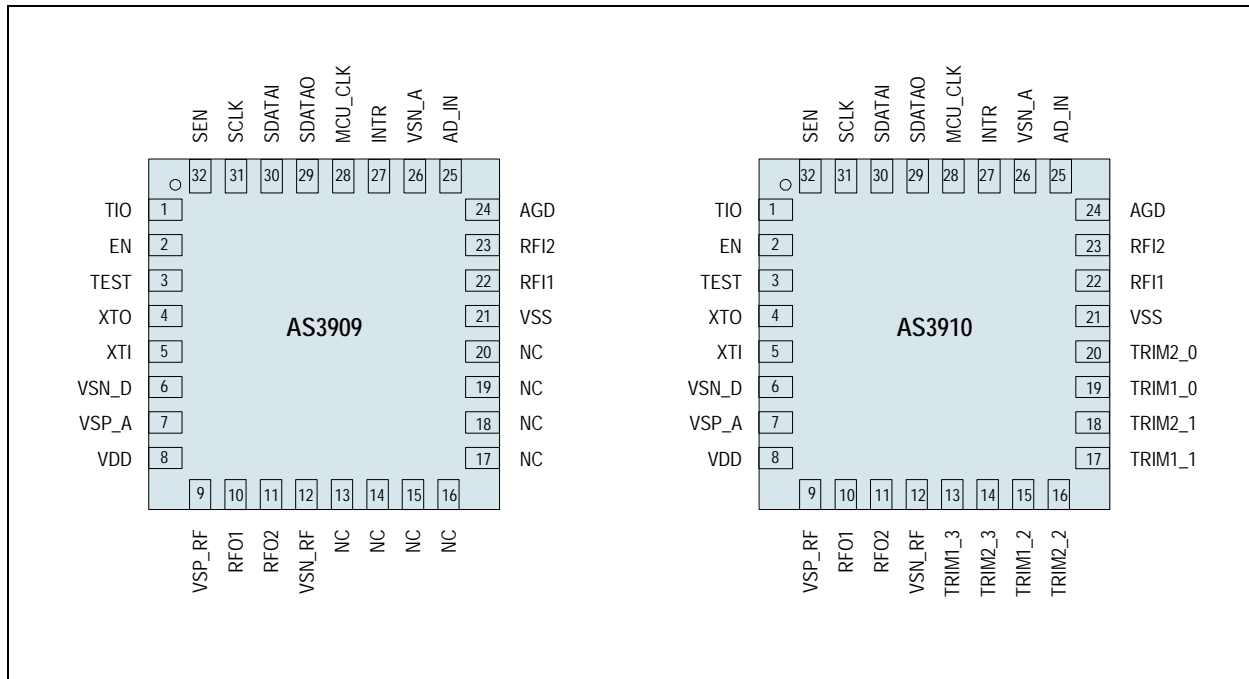 SEN
SCLK
SDATAI
SDATAO
MCU_CLK
INTR
VSN_A
AD_IN
32
31
30
29
28
27
26
25
TIO 1
EN 2
TEST 3
XTO 4
XTI 5
VSN_D 6
VSP_A 7
VDD 8
AS3909
24 AGD
23 RFI2
22 RFI1
21 VSS
20 NC
19 NC
18 NC
17 NC
9
10
11
12
13
14
15
16
VSP_RF
RFO1
RFO2
VSN_RF
NC
NC
NC
NC
SEN
SCLK
SDATAI
SDATAO
MCU_CLK
INTR
VSN_A
AD_IN
32
31
30
29
28
27
26
25
TIO 1
EN 2
TEST 3
XTO 4
XTI 5
VSN_D 6
VSP_A 7
VDD 8
AS3910
24 AGD
23 RFI2
22 RFI1
21 VSS
20 TRIM2_0
19 TRIM1_0
18 TRIM2_1
17 TRIM1_1
9
10
11
12
13
14
15
16
VSP_RF
RFO1
RFO2
VSN_RF
TRIM1_3
TRIM2_3
TRIM1_2
TRIM2_2